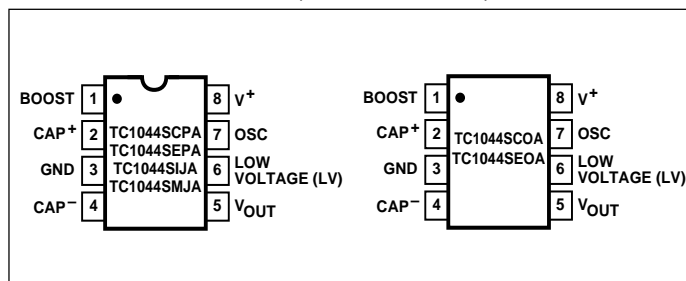 BOOST 1 8 V+
CAP+ 2 TC1044SCPA 7 OSC
TC1044SEPA
GND 3 TC1044SIJA 6 LOW VOLTAGE (LV)
TC1044SMJA
CAP− 4 5 VOUT
BOOST 1 8 V+
CAP+ 2 TC1044SCOA 7 OSC
TC1044SEOA
GND 3 6 LOW VOLTAGE (LV)
CAP− 4 5 VOUT